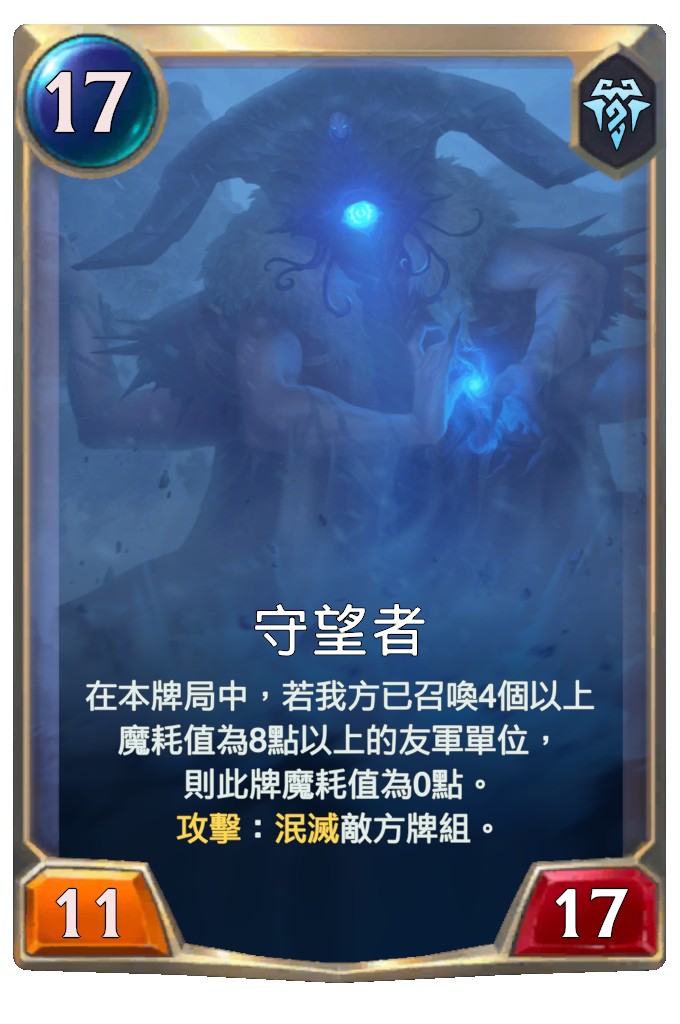 17
守望者
在本牌局中，若我方已召喚4個以上
魔耗值為8點以上的友軍單位，
則此牌魔耗值為0點。
攻擊：泯滅敵方牌組。
11
17